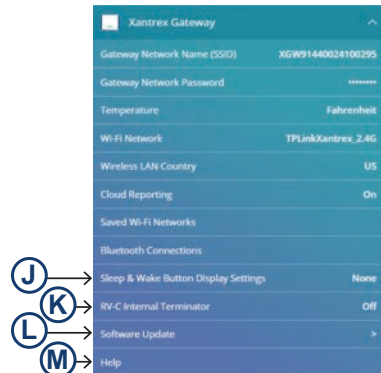 Xantrex Gateway
Gateway Network Name (SSID) XGW91440024100295
Gateway Network Password ········
Temperature Fahrenheit
Wi-Fi Network TPLinkXantrex_2.4G
Wireless LAN Country US
Cloud Reporting On
Saved Wi-Fi Networks
Bluetooth Connections
J Sleep & Wake Button Display Settings None
K RV-C Internal Terminator Off
L Software Update >
M Help